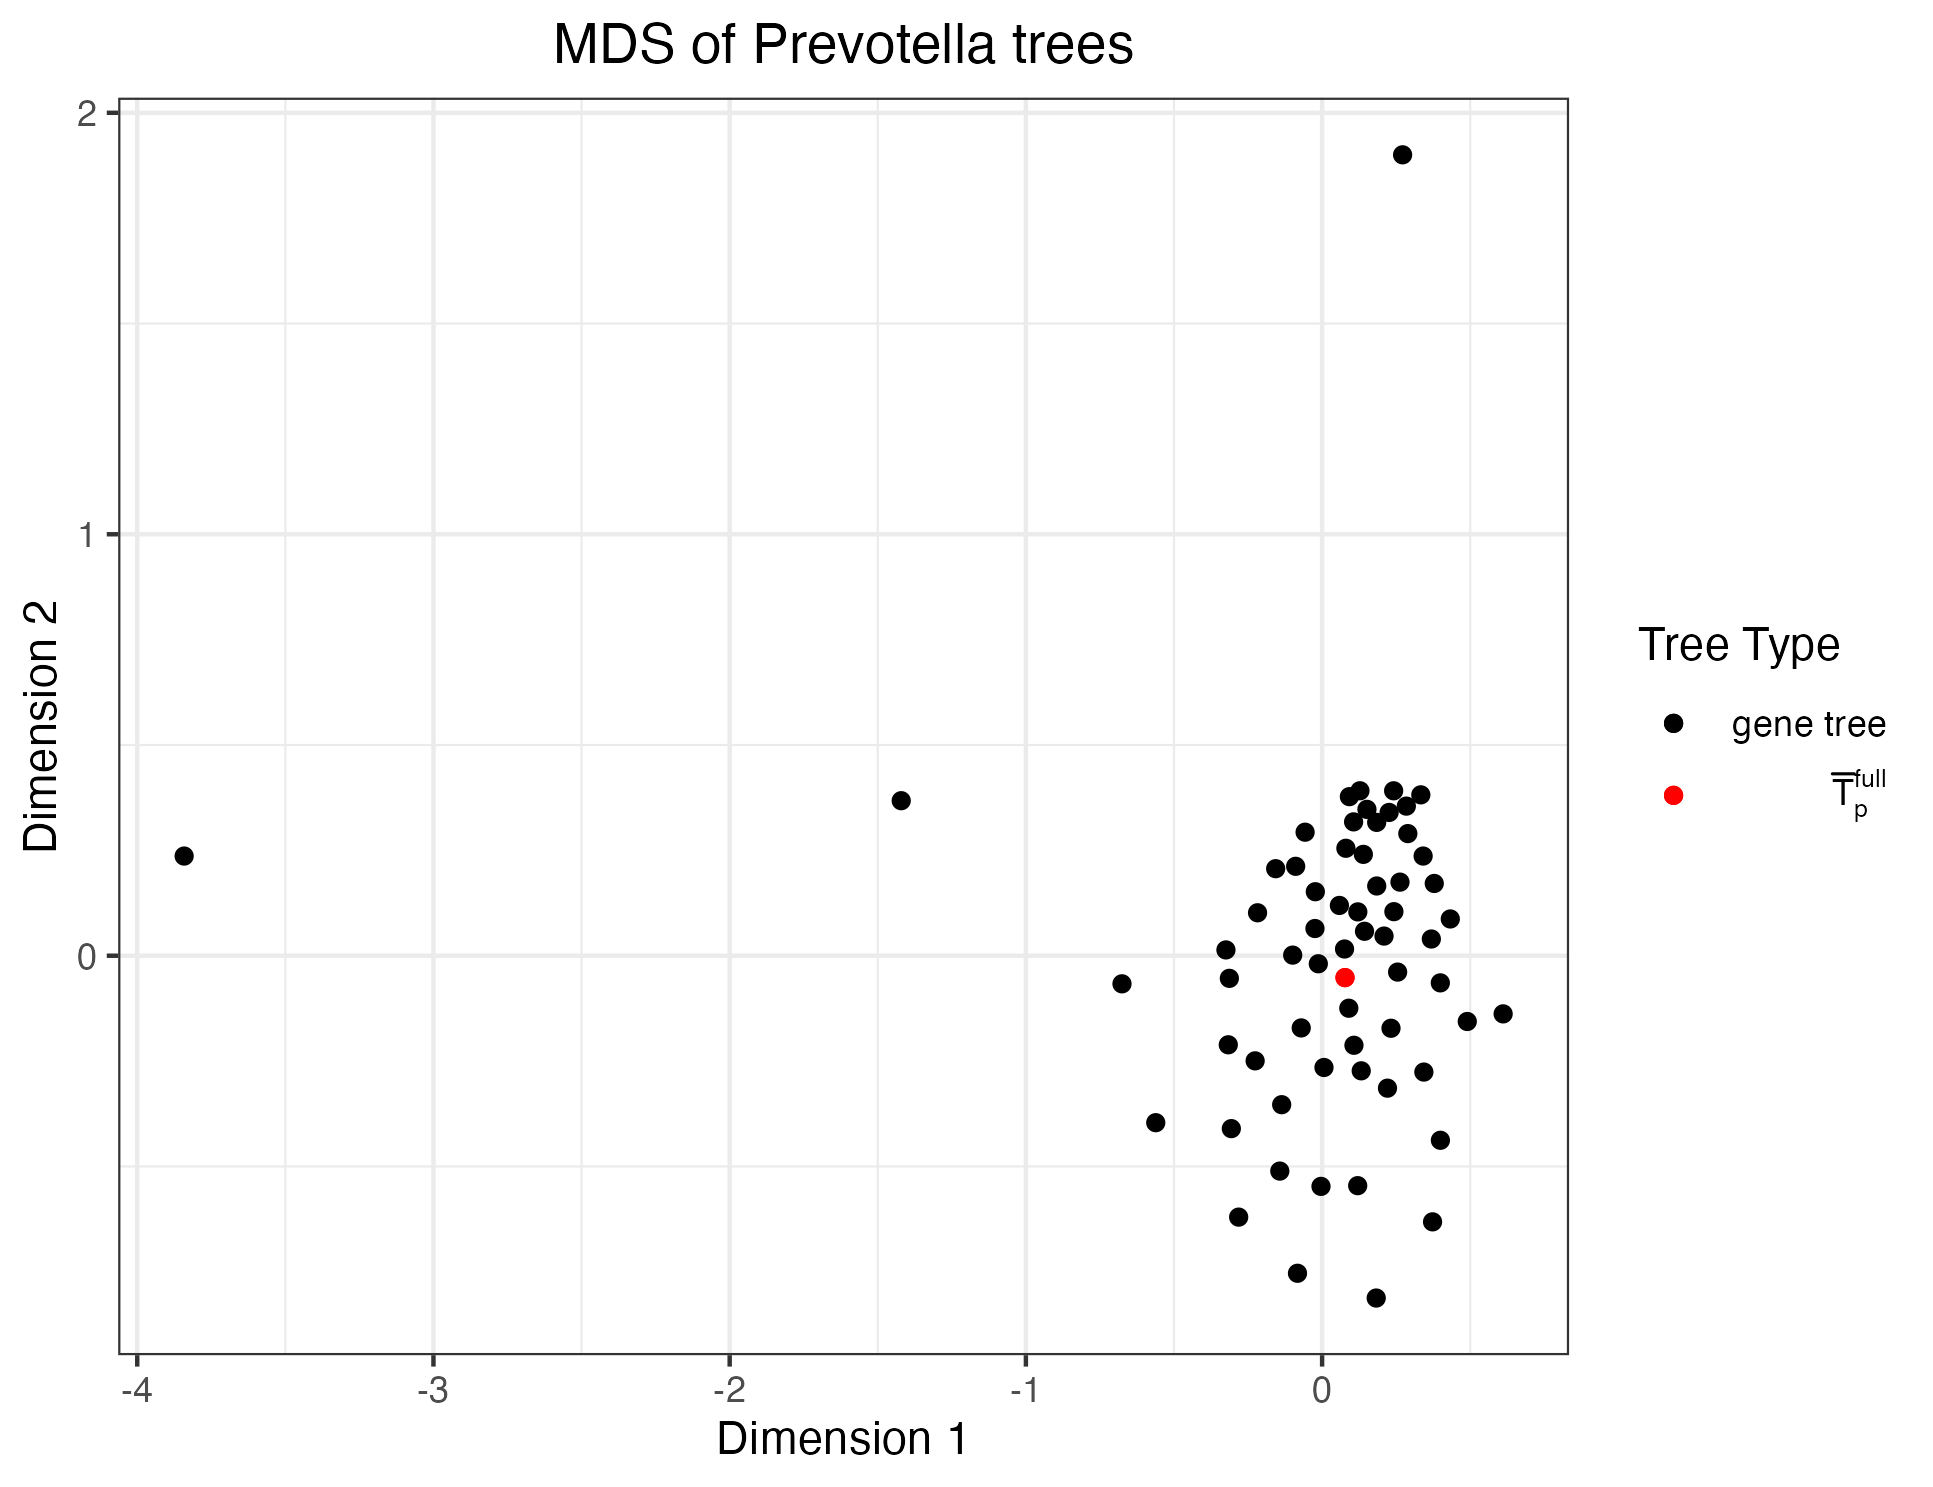 MDS of Prevotella trees
2
1
0
-4 -3 -2 -1 0
Dimension 1
Dimension 2
Tree Type
gene tree
T̅ₚᶠᵘˡˡ